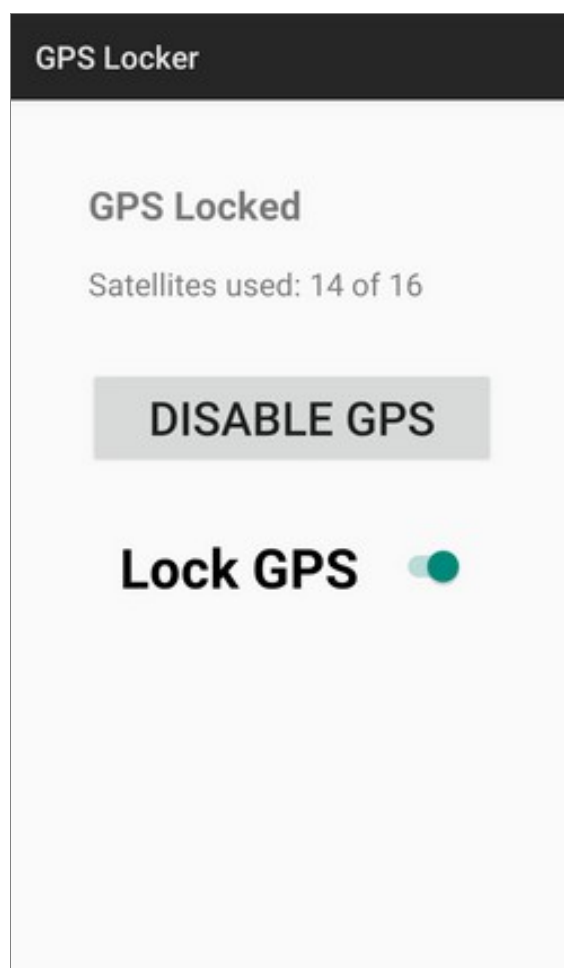 GPS Locker
GPS Locked
Satellites used: 14 of 16
DISABLE GPS
Lock GPS